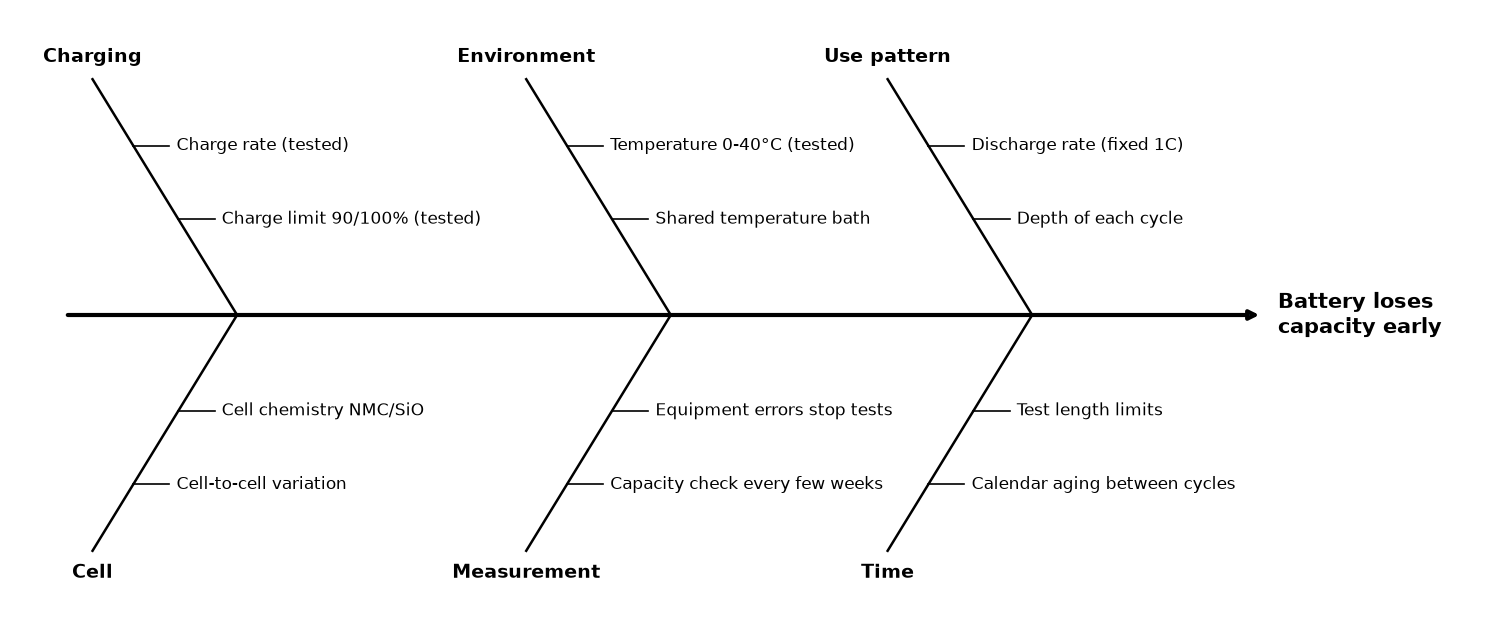 Charging
Environment
Use pattern
Charge rate (tested)
Temperature 0-40°C (tested)
Discharge rate (fixed 1C)
Charge limit 90/100% (tested)
Shared temperature bath
Depth of each cycle
Battery loses
capacity early
Cell chemistry NMC/SiO
Equipment errors stop tests
Test length limits
Cell-to-cell variation
Capacity check every few weeks
Calendar aging between cycles
Cell
Measurement
Time